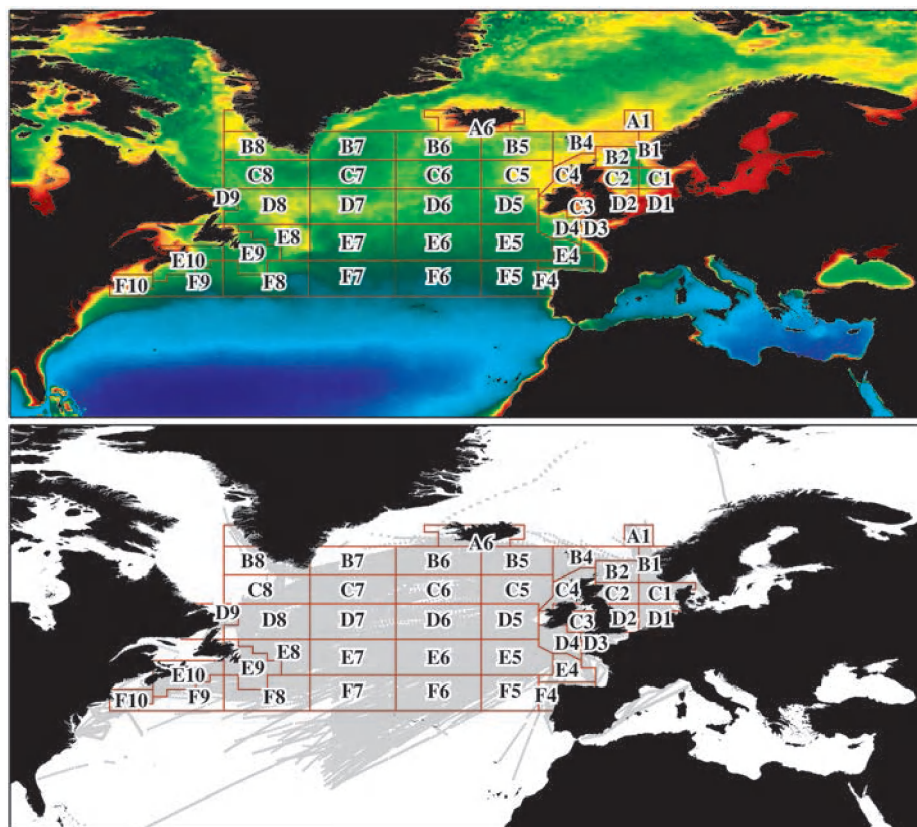 A1
A6
B8 B7 B6 B5 B4 B2 B1
C8 C7 C6 C5 C4 C2 C1
D9 D8 D7 D6 D5 C3 D2 D1
D4 D3
E10 E9 E8 E7 E6 E5 E4
F10 F9 F8 F7 F6 F5 F4
A1
A6
B8 B7 B6 B5 B4 B2 B1
C8 C7 C6 C5 C4 C2 C1
D9 D8 D7 D6 D5 C3 D2 D1
D4 D3
E10 E9 E8 E7 E6 E5 E4
F10 F9 F8 F7 F6 F5 F4